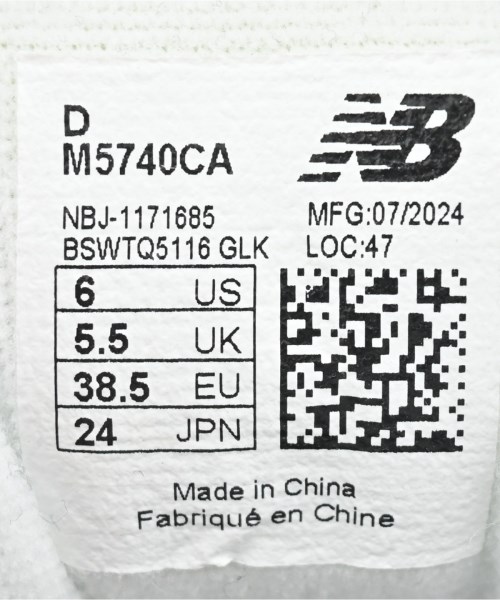 D
M5740CA
NB
NBJ-1171685
MFG:07/2024
BSWTQ5116 GLK
LOC:47
6 US
5.5 UK
38.5 EU
24 JPN
Made in China
Fabriqué en Chine